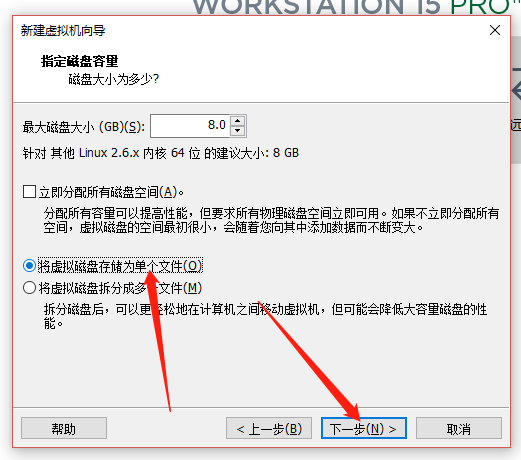 WORKSTATION 15 PRO™
新建虚拟机向导
指定磁盘容量
磁盘大小为多少?
最大磁盘大小 (GB)(S): 8.0
针对 其他 Linux 2.6.x 内核 64 位 的建议大小: 8 GB
立即分配所有磁盘空间(A)。
分配所有容量可以提高性能，但要求所有物理磁盘空间立即可用。如果不立即分配所有
空间，虚拟磁盘的空间最初很小，会随着您向其中添加数据而不断变大。
将虚拟磁盘存储为单个文件(O)
将虚拟磁盘拆分成多个文件(M)
拆分磁盘后，可以更轻松地在计算机之间移动虚拟机，但可能会降低大容量磁盘的性
能。
帮助
< 上一步(B)
下一步(N) >
取消
远